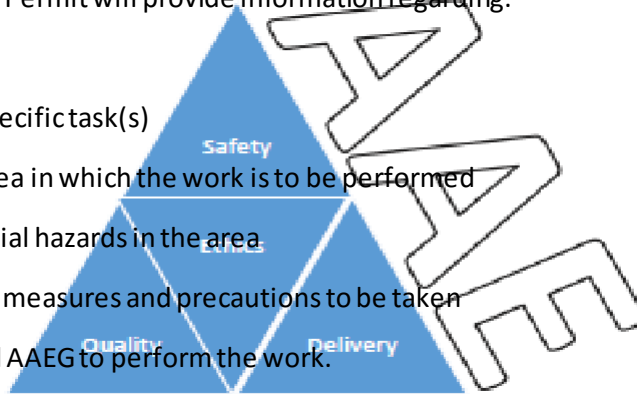 Permit will provide information regarding:
ecific task(s)
Safety
ea in which the work is to be performed
ial hazards in the area
Ethics
measures and precautions to be taken
Quality
Delivery
AAEG to perform the work.
AAE